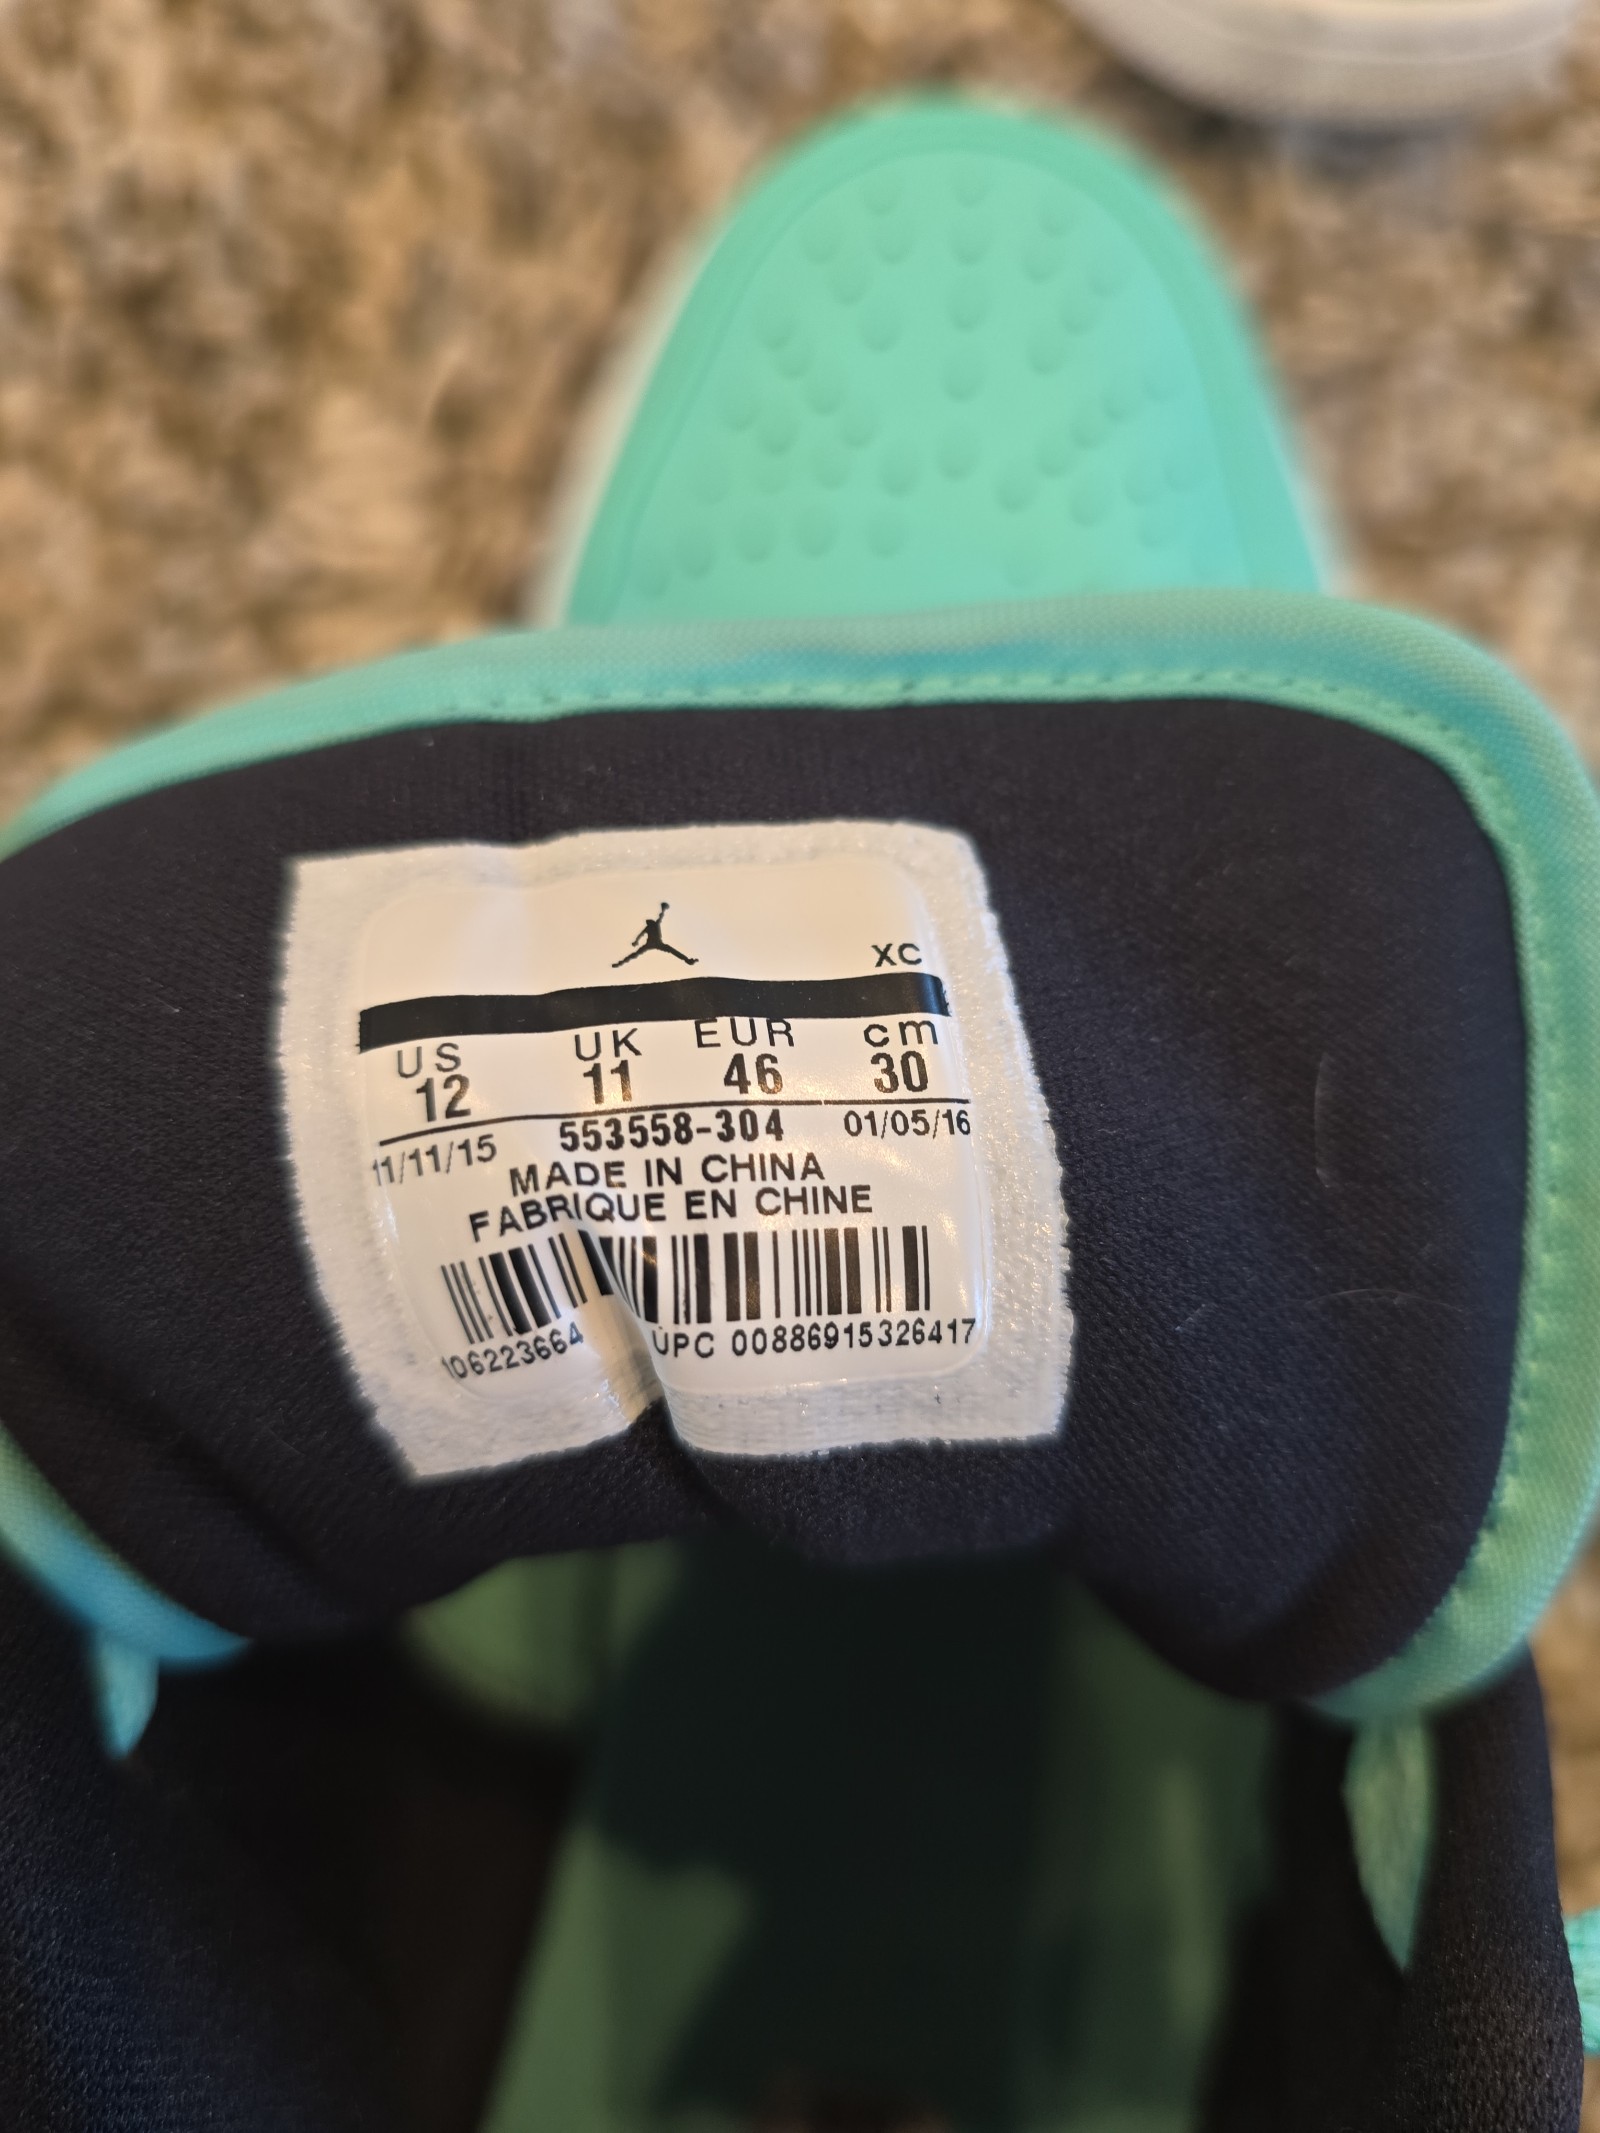 XC
US UK EUR cm
12 11 46 30
11/11/15 553558-304 01/05/16
MADE IN CHINA
FABRIQUE EN CHINE
106223664 UPC 00886915326417